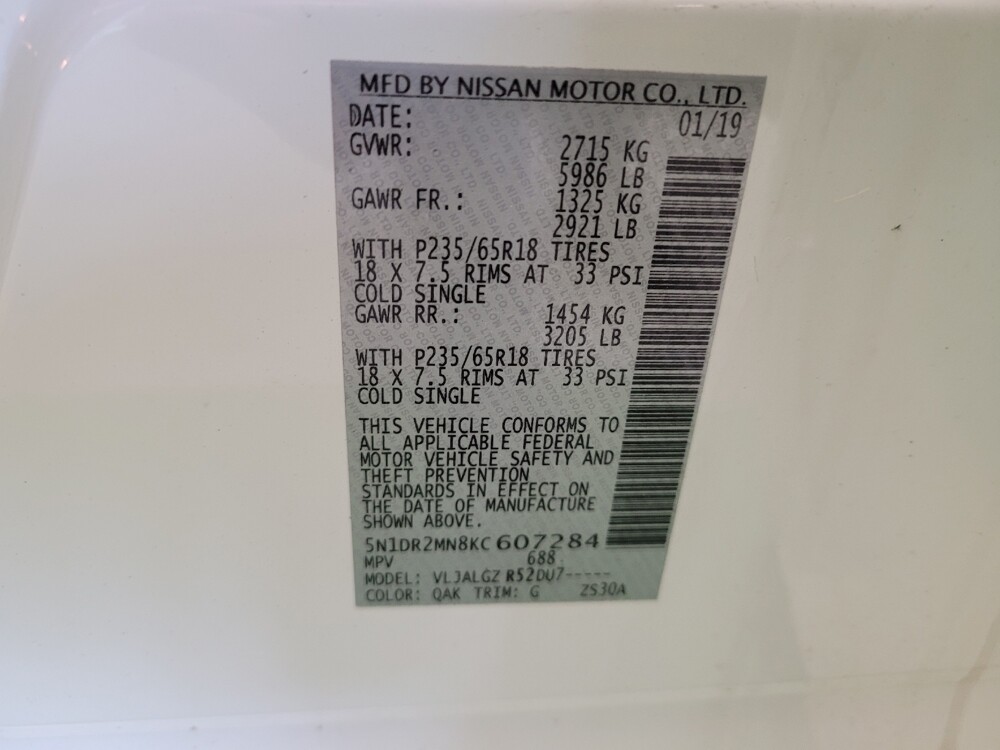 MFD BY NISSAN MOTOR CO., LTD.
DATE: 01/19
GVWR: 2715 KG
5986 LB
GAWR FR.: 1325 KG
2921 LB
WITH P235/65R18 TIRES
18 X 7.5 RIMS AT 33 PSI
COLD SINGLE
GAWR RR.: 1454 KG
3205 LB
WITH P235/65R18 TIRES
18 X 7.5 RIMS AT 33 PSI
COLD SINGLE
THIS VEHICLE CONFORMS TO
ALL APPLICABLE FEDERAL
MOTOR VEHICLE SAFETY AND
THEFT PREVENTION
STANDARDS IN EFFECT ON
THE DATE OF MANUFACTURE
SHOWN ABOVE.
5N1DR2MN8KC607284
MPV 688
MODEL: VLJALGZ R52DU7-----
COLOR: QAK TRIM: G ZS30A